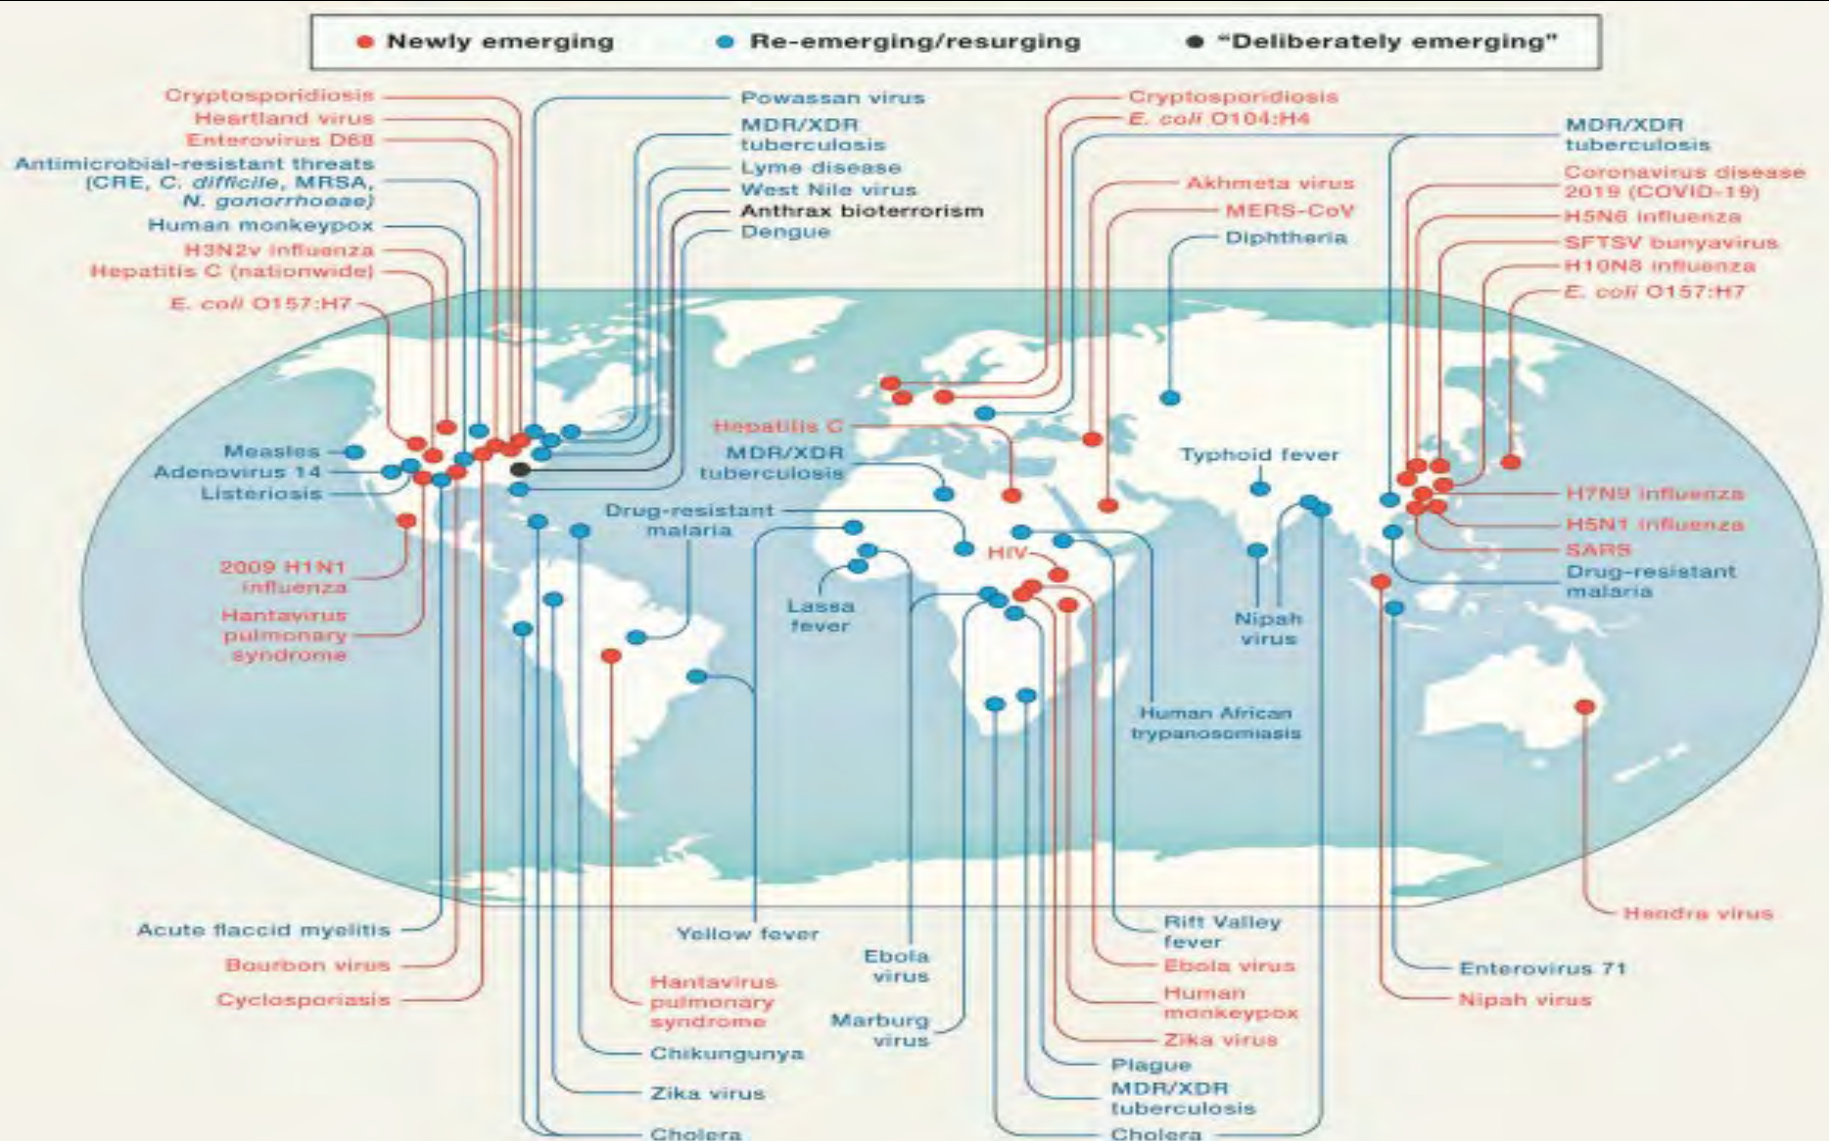 Newly emerging
Re-emerging/resurging
"Deliberately emerging"
Cryptosporidiosis
Heartland virus
Enterovirus D68
Antimicrobial-resistant threats
(CRE, C. difficile, MRSA,
N. gonorrhoeae)
Human monkeypox
H3N2v influenza
Hepatitis C (nationwide)
E. coli O157:H7
Powassan virus
MDR/XDR
tuberculosis
Lyme disease
West Nile virus
Anthrax bioterrorism
Dengue
Cryptosporidiosis
E. coli O104:H4
Akhmeta virus
MERS-CoV
Diphtheria
MDR/XDR
tuberculosis
Coronavirus disease
2019 (COVID-19)
H5N6 influenza
SFTSV bunyavirus
H10N8 influenza
E. coli O157:H7
Measles
Adenovirus 14
Listeriosis
2009 H1N1
influenza
Hantavirus
pulmonary
syndrome
Hepatitis C
MDR/XDR
tuberculosis
Drug-resistant
malaria
HIV
Lassa
fever
Typhoid fever
Nipah
virus
Human African
trypanosomiasis
H7N9 influenza
H5N1 influenza
SARS
Drug-resistant
malaria
Acute flaccid myelitis
Bourbon virus
Cyclosporiasis
Yellow fever
Hantavirus
pulmonary
syndrome
Chikungunya
Zika virus
Cholera
Ebola
virus
Marburg
virus
Rift Valley
fever
Ebola virus
Human
monkeypox
Zika virus
Plague
MDR/XDR
tuberculosis
Cholera
Hendra virus
Enterovirus 71
Nipah virus